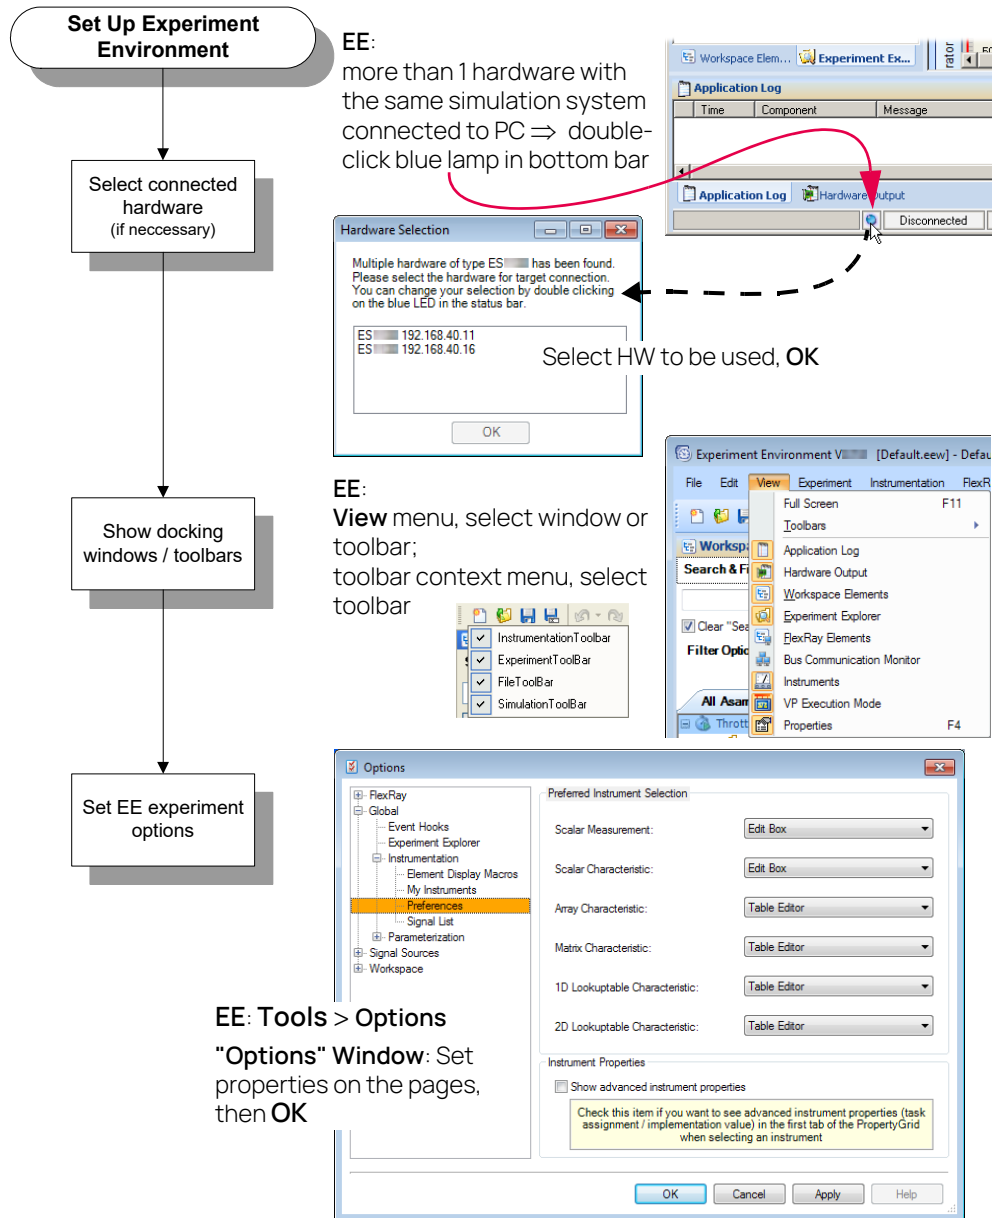 Set Up Experiment
Environment
EE:
more than 1 hardware with
the same simulation system
connected to PC ⇒ double-
click blue lamp in bottom bar
Workspace Elem... Experiment Ex...
rator
Application Log
Time Component Message
Application Log Hardware Output
Disconnected
Select connected
hardware
(if neccessary)
Hardware Selection
Multiple hardware of type ES has been found.
Please select the hardware for target connection.
You can change your selection by double clicking
on the blue LED in the status bar.
ES 192.168.40.11
ES 192.168.40.16
OK
Select HW to be used, OK
Show docking
windows / toolbars
EE:
View menu, select window or
toolbar;
toolbar context menu, select
toolbar
InstrumentationToolbar
ExperimentToolBar
FileToolBar
SimulationToolBar
Experiment Environment V [Default.eew] - Defau
File Edit View Experiment Instrumentation FlexR
Full Screen F11
Toolbars
Workspa
Application Log
Search & Fi
Hardware Output
Workspace Elements
Experiment Explorer
Clear "Sea
FlexRay Elements
Filter Optio
Bus Communication Monitor
Instruments
All Asam
VP Execution Mode
Thrott
Properties F4
Set EE experiment
options
EE: Tools > Options
"Options" Window: Set
properties on the pages,
then OK
Options
FlexRay
Global
Event Hooks
Experiment Explorer
Instrumentation
Element Display Macros
My Instruments
Preferences
Signal List
Parameterization
Signal Sources
Workspace
Preferred Instrument Selection
Scalar Measurement: Edit Box
Scalar Characteristic: Edit Box
Array Characteristic: Table Editor
Matrix Characteristic: Table Editor
1D Lookuptable Characteristic: Table Editor
2D Lookuptable Characteristic: Table Editor
Instrument Properties
Show advanced instrument properties
Check this item if you want to see advanced instrument properties (task
assignment / implementation value) in the first tab of the PropertyGrid
when selecting an instrument
OK Cancel Apply Help